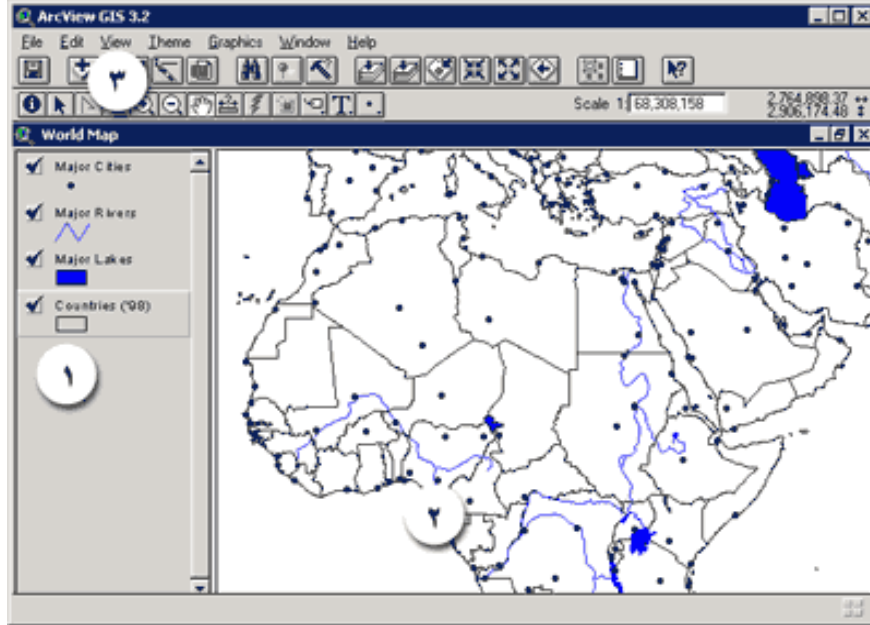 ArcView GIS 3.2
File Edit View Theme Graphics Window Help
٣
Scale 1: 68,308,158
2,764,898.37
2,906,174.48
World Map
Major Cities
Major Rivers
Major Lakes
Countries ('98)
١
٢